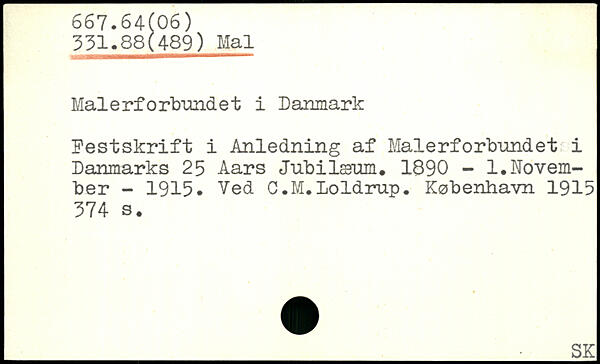 667.64(06)
331.88(489) Mal
Malerforbundet i Danmark
Festskrift i Anledning af Malerforbundet i
Danmarks 25 Aars Jubilæum. 1890 - 1.Novem-
ber - 1915. Ved C.M.Loldrup. København 1915
374 s.
SK